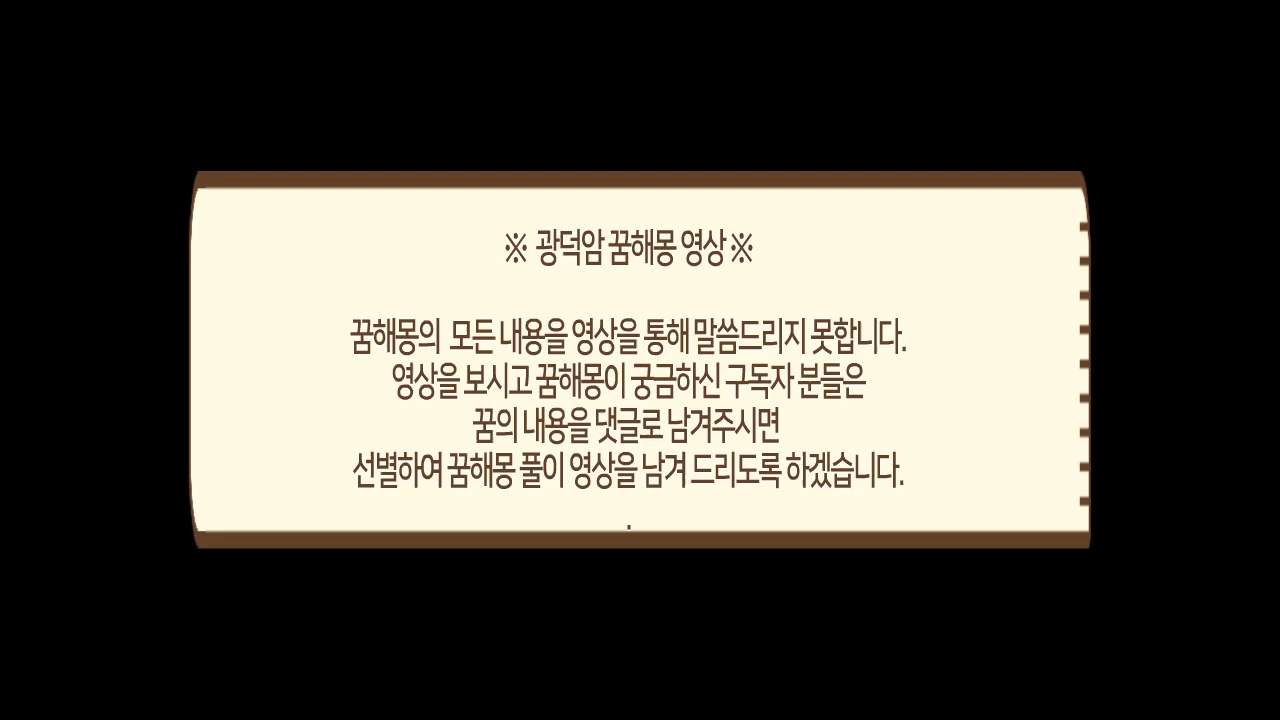 ※ 광덕암 꿈해몽 영상※
꿈해몽의 모든 내용을 영상을 통해 말씀드리지 못합니다.
영상을 보시고 꿈해몽이 궁금하신 구독자 분들은
꿈의 내용을 댓글로 남겨주시면
선별하여 꿈해몽 풀이 영상을 남겨 드리도록 하겠습니다.
.